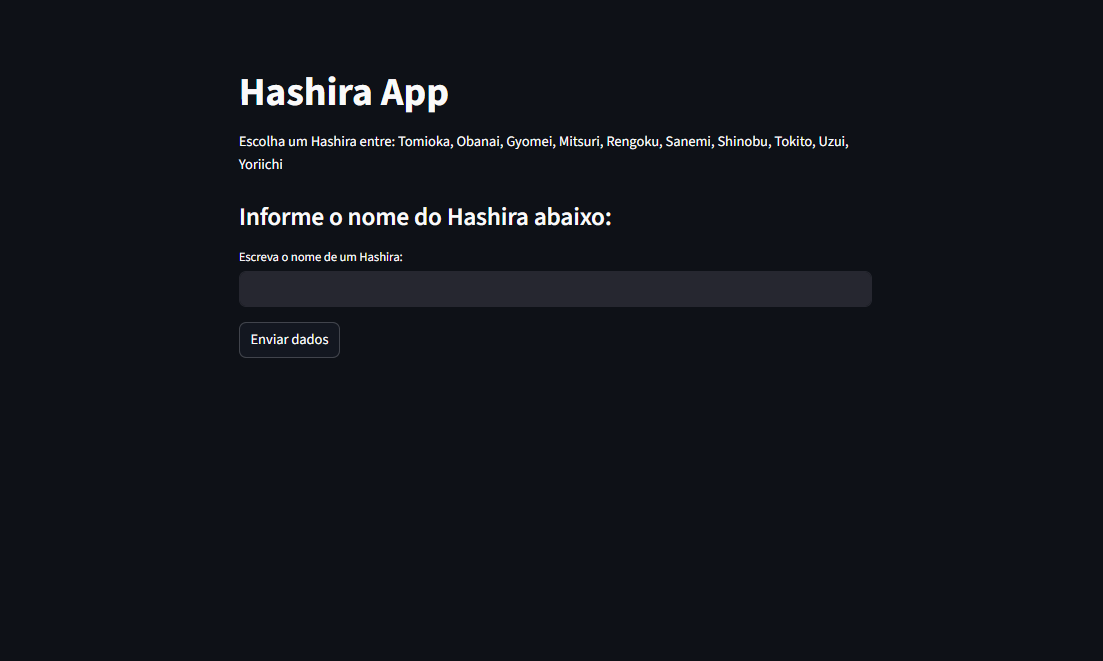 Hashira App
Escolha um Hashira entre: Tomioka, Obanai, Gyomei, Mitsuri, Rengoku, Sanemi, Shinobu, Tokito, Uzui,
Yoriichi
Informe o nome do Hashira abaixo:
Escreva o nome de um Hashira:
Enviar dados